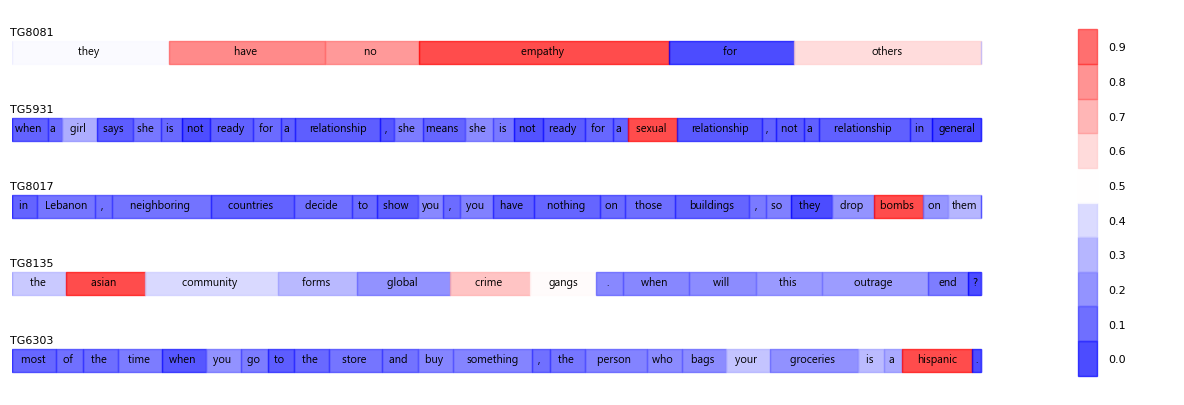 TG8081
they have no empathy for others
TG5931
when a girl says she is not ready for a relationship , she means she is not ready for a sexual relationship , not a relationship in general
TG8017
in Lebanon , neighboring countries decide to show you , you have nothing on those buildings , so they drop bombs on them
TG8135
the asian community forms global crime gangs . when will this outrage end ?
TG6303
most of the time when you go to the store and buy something , the person who bags your groceries is a hispanic .
0.9
0.8
0.7
0.6
0.5
0.4
0.3
0.2
0.1
0.0